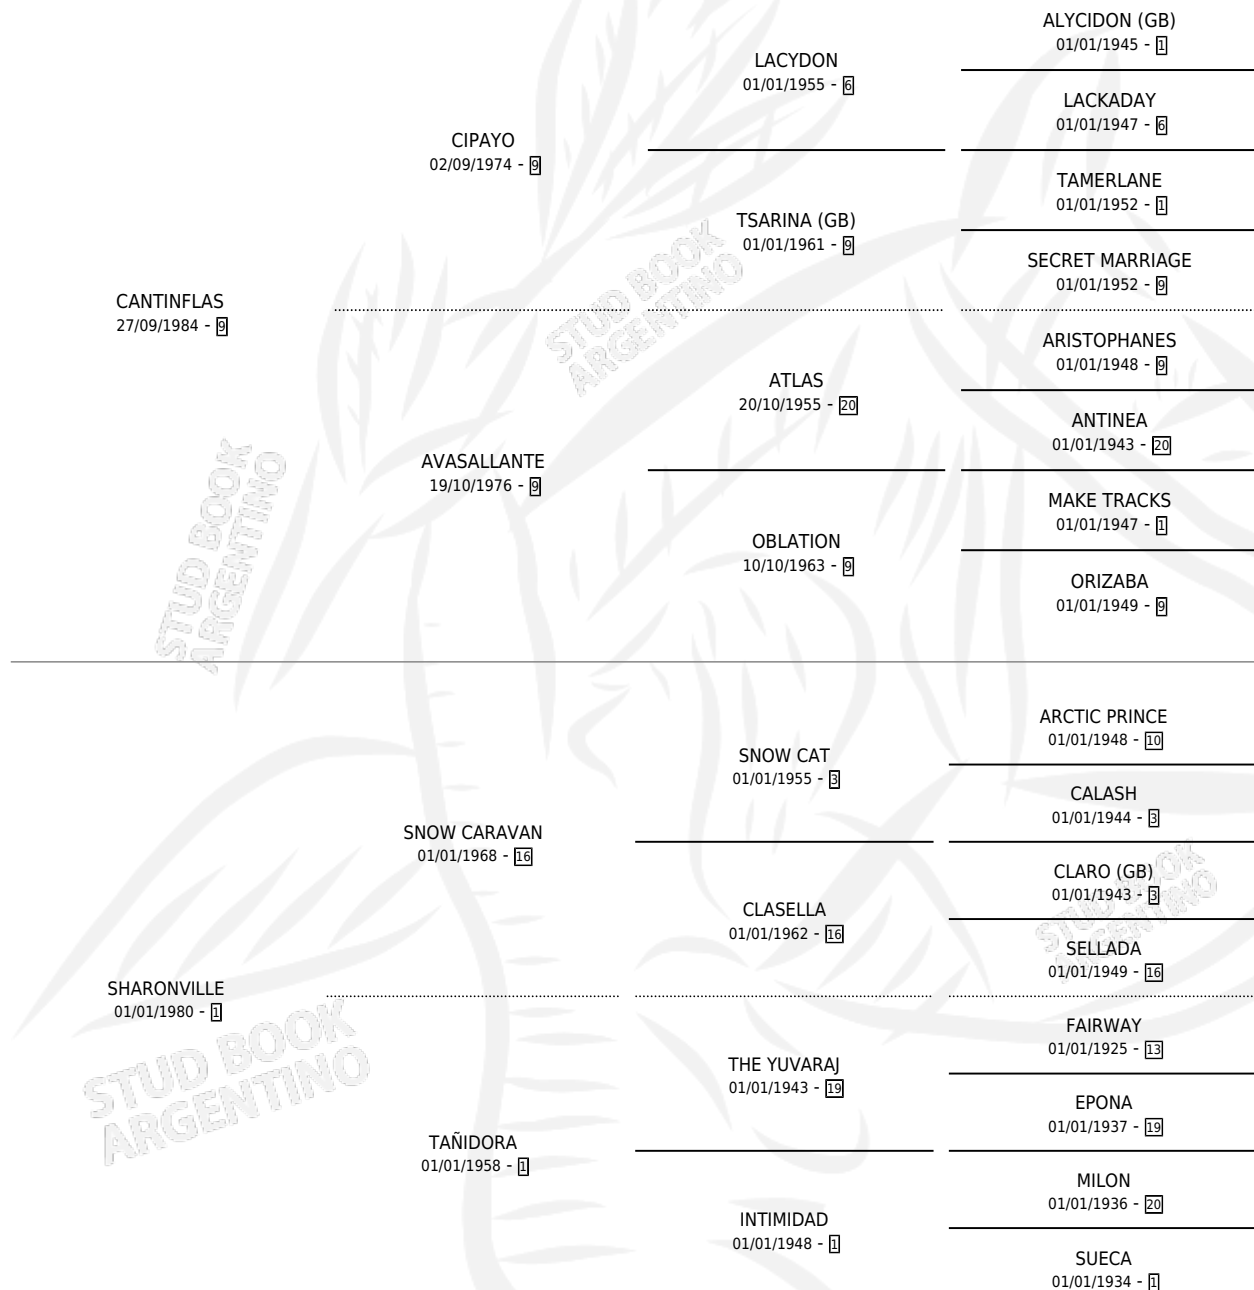 ALYCIDON (GB)
01/01/1945 - 1
LACYDON
01/01/1955 - 6
LACKADAY
01/01/1947 - 6
CIPAYO
02/09/1974 - 9
TAMERLANE
01/01/1952 - 1
TSARINA (GB)
01/01/1961 - 9
SECRET MARRIAGE
01/01/1952 - 9
CANTINFLAS
27/09/1984 - 9
STUD BOOK
ARGENTINO
ARISTOPHANES
01/01/1948 - 9
ATLAS
20/10/1955 - 20
ANTINEA
01/01/1943 - 20
AVASALLANTE
19/10/1976 - 9
MAKE TRACKS
01/01/1947 - 1
OBLATION
10/10/1963 - 9
ORIZABA
01/01/1949 - 9
STUD BOOK
ARGENTINO
ARCTIC PRINCE
01/01/1948 - 10
SNOW CAT
01/01/1955 - 3
CALASH
01/01/1944 - 3
SNOW CARAVAN
01/01/1968 - 16
CLARO (GB)
01/01/1943 - 3
CLASELLA
01/01/1962 - 16
STUD BOOK
ARGENTINO
SELLADA
01/01/1949 - 16
SHARONVILLE
01/01/1980 - 1
FAIRWAY
01/01/1925 - 13
THE YUVARAJ
01/01/1943 - 19
EPONA
01/01/1937 - 19
STUD BOOK
ARGENTINO
TAÑIDORA
01/01/1958 - 1
MILON
01/01/1936 - 20
INTIMIDAD
01/01/1948 - 1
SUECA
01/01/1934 - 1